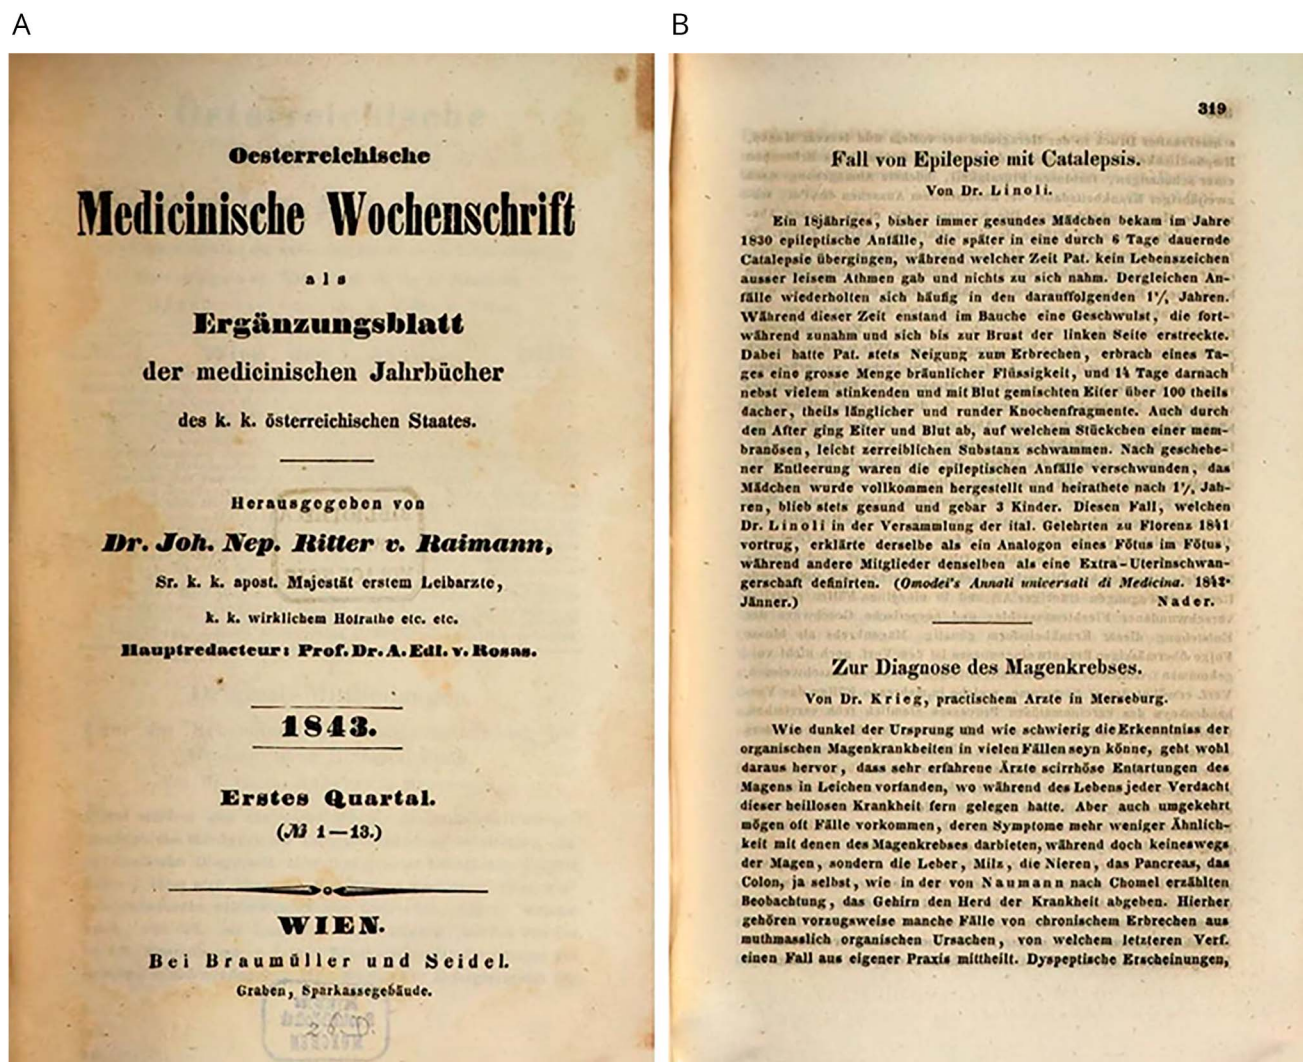 A
Oesterreichische
Medicinische Wochenschrift
als
Ergänzungsblatt
der medicinischen Jahrbücher
des k. k. österreichischen Staates.
Herausgegeben von
Dr. Joh. Nep. Ritter v. Raimann,
Sr. k. k. apost. Majestät erstem Leibarzte,
k. k. wirklichem Hofrathe etc. etc.
Hauptredacteur: Prof. Dr. A. Edl. v. Rosas.
1843.
Erstes Quartal.
(№ 1—13.)
WIEN.
Bei Braumüller und Seidel.
Graben, Sparkassegebäude.
B
319
Fall von Epilepsie mit Catalepsis.
Von Dr. Linoli.
Ein 18jähriges, bisher immer gesundes Mädchen bekam im Jahre
1830 epileptische Anfälle, die später in eine durch 6 Tage dauernde
Catalepsie übergingen, während welcher Zeit Pat. kein Lebenszeichen
ausser leisem Athmen gab und nichts zu sich nahm. Dergleichen An-
fälle wiederholten sich häufig in den darauffolgenden 1½ Jahren.
Während dieser Zeit enstand im Bauche eine Geschwulst, die fort-
während zunahm und sich bis zur Brust der linken Seite erstreckte.
Dabei hatte Pat. stets Neigung zum Erbrechen, erbrach eines Ta-
ges eine grosse Menge bräunlicher Flüssigkeit, und 14 Tage darnach
nebst vielem stinkenden und mit Blut gemischten Eiter über 100 theils
dacher, theils länglicher und runder Knochenfragmente. Auch durch
den After ging Eiter und Blut ab, auf welchem Stückchen einer mem-
branösen, leicht zerreiblichen Substanz schwammen. Nach geschehe-
ner Entleerung waren die epileptischen Anfälle verschwunden, das
Mädchen wurde vollkommen hergestellt und heirathete nach 1½ Jah-
ren, blieb stets gesund und gebar 3 Kinder. Diesen Fall, welchen
Dr. Linoli in der Versammlung der ital. Gelehrten zu Florenz 1841
vortrug, erklärte derselbe als ein Analogon eines Fötus im Fötus,
während andere Mitglieder denselben als eine Extra-Uterinschwan-
gerschaft definirten. (Omodei's Annali universali di Medicina. 1842.
Jänner.) Nader.
Zur Diagnose des Magenkrebses.
Von Dr. Krieg, practischem Arzte in Merseburg.
Wie dunkel der Ursprung und wie schwierig die Erkenntniss der
organischen Magenkrankheiten in vielen Fällen seyn könne, geht wohl
daraus hervor, dass sehr erfahrene Ärzte scirrhöse Entartungen des
Magens in Leichen vorfanden, wo während des Lebens jeder Verdacht
dieser heillosen Krankheit fern gelegen hatte. Aber auch umgekehrt
mögen oft Fälle vorkommen, deren Symptome mehr weniger Ähnlich-
keit mit denen des Magenkrebses darbieten, während doch keineswegs
der Magen, sondern die Leber, Milz, die Nieren, das Pancreas, das
Colon, ja selbst, wie in der von Naumann nach Chomel erzählten
Beobachtung, das Gehirn den Herd der Krankheit abgeben. Hierher
gehören vorzugsweise manche Fälle von chronischem Erbrechen aus
muthmasslich organischen Ursachen, von welchem letzteren Verf.
einen Fall aus eigener Praxis mittheilt. Dyspeptische Erscheinungen,